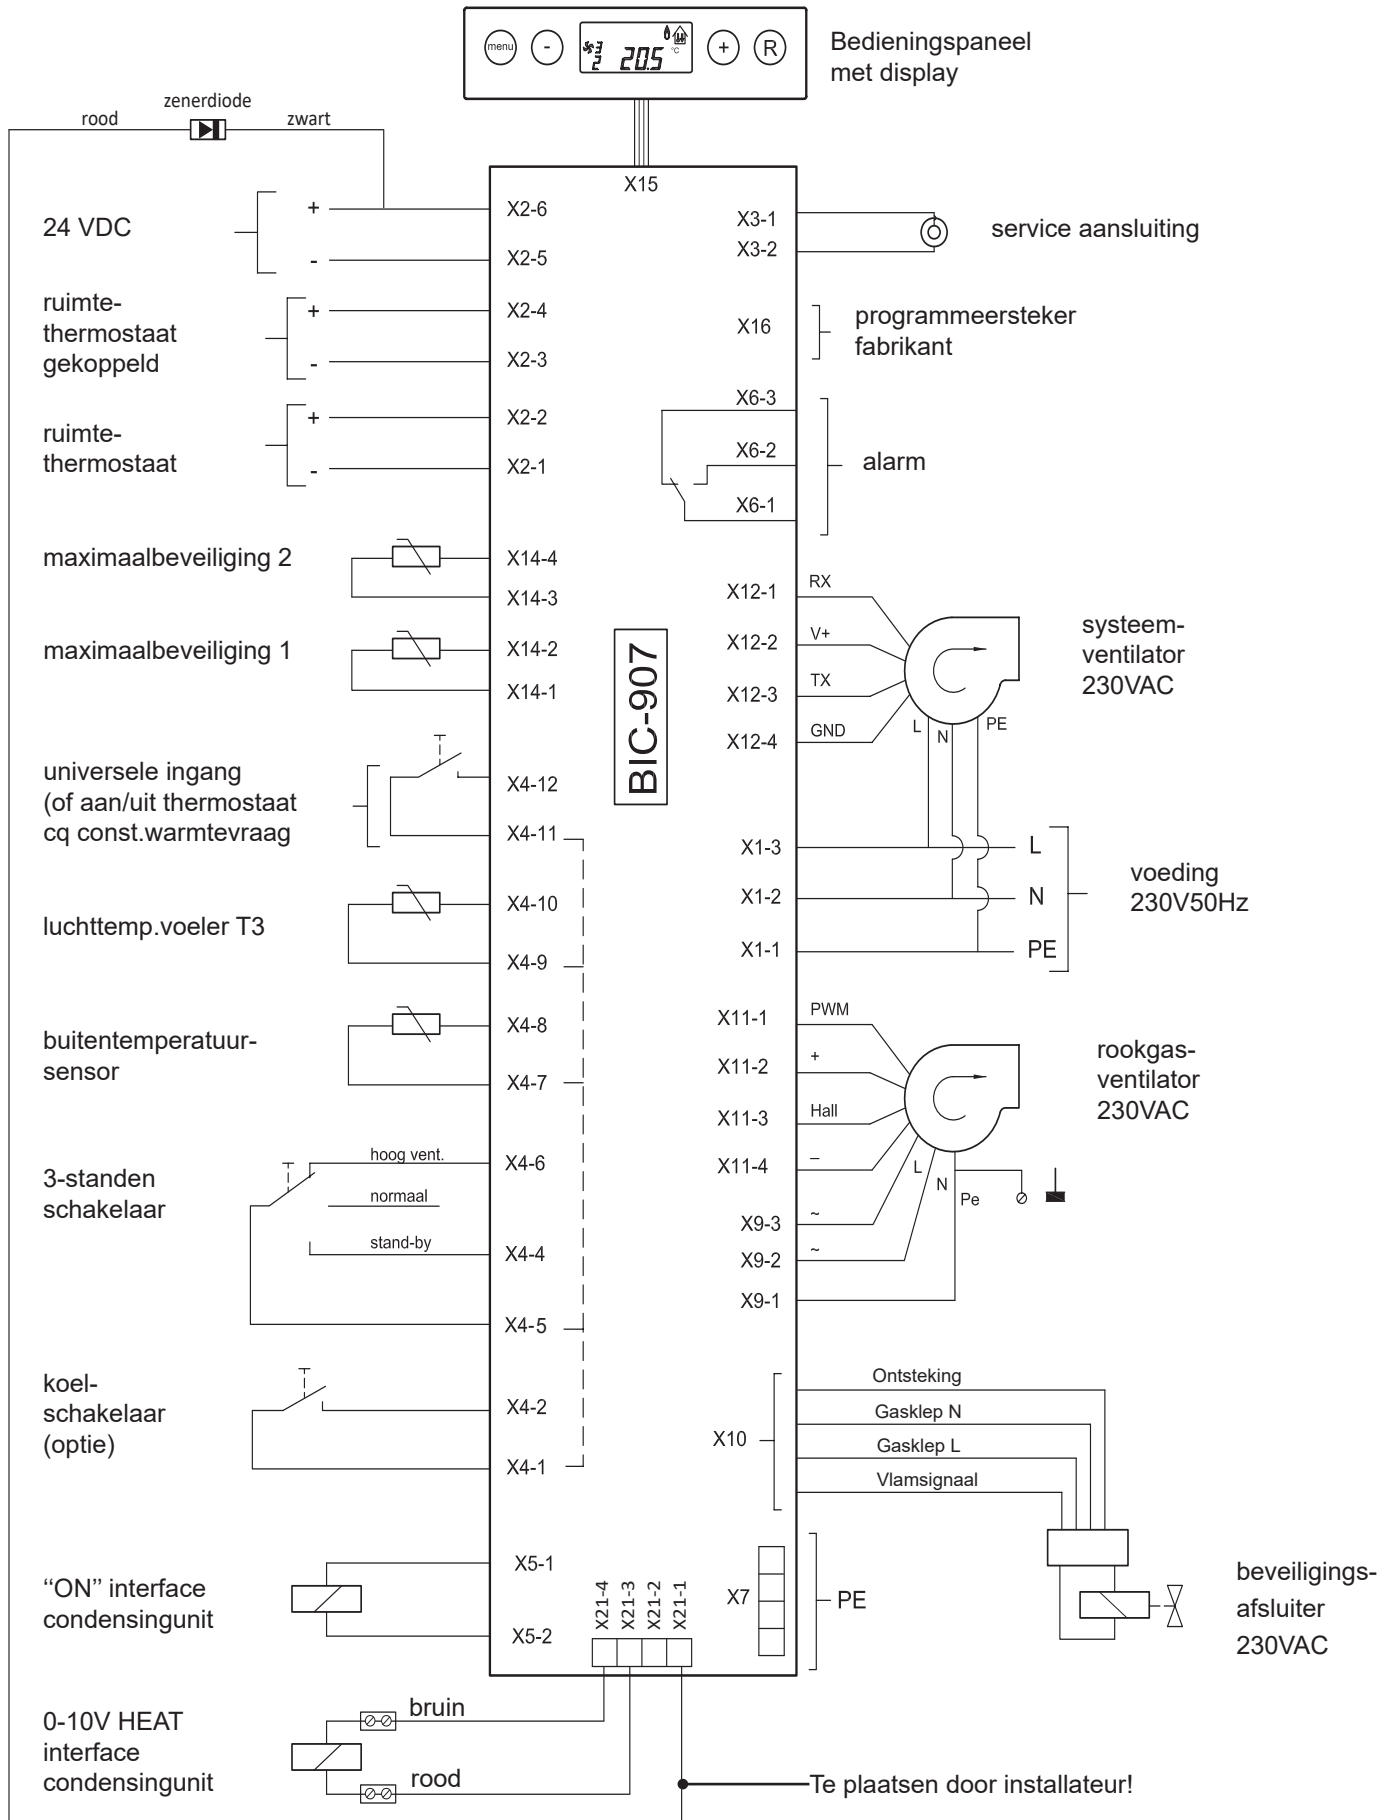 menu
-
3
2
20.5
°C
+
R
Bedieningspaneel
met display
zenerdiode
rood
zwart
X15
24 VDC
+
-
X2-6
X2-5
X3-1
X3-2
service aansluiting
ruimte-
thermostaat
gekoppeld
+
-
X2-4
X2-3
X16
programmeersteker
fabrikant
ruimte-
thermostaat
+
-
X2-2
X2-1
X6-3
X6-2
X6-1
alarm
maximaalbeveiliging 2
X14-4
X14-3
maximaalbeveiliging 1
X14-2
X14-1
BIC-907
X12-1
RX
X12-2
V+
X12-3
TX
X12-4
GND
L
N
PE
systeem-
ventilator
230VAC
universele ingang
(of aan/uit thermostaat
cq const.warmtevraag
X4-12
X4-11
X1-3
L
X1-2
N
X1-1
PE
voeding
230V50Hz
luchttemp.voeler T3
X4-10
X4-9
buitentemperatuur-
sensor
X4-8
X4-7
X11-1
PWM
X11-2
+
X11-3
Hall
X11-4
–
X9-3
~
X9-2
~
X9-1
L
N
Pe
rookgas-
ventilator
230VAC
3-standen
schakelaar
hoog vent.
normaal
stand-by
X4-6
X4-4
X4-5
koel-
schakelaar
(optie)
X4-2
X4-1
X10
Ontsteking
Gasklep N
Gasklep L
Vlamsignaal
beveiligings-
afsluiter
230VAC
“ON” interface
condensingunit
X5-1
X5-2
X21-4
X21-3
X21-2
X21-1
X7
PE
0-10V HEAT
interface
condensingunit
bruin
rood
Te plaatsen door installateur!